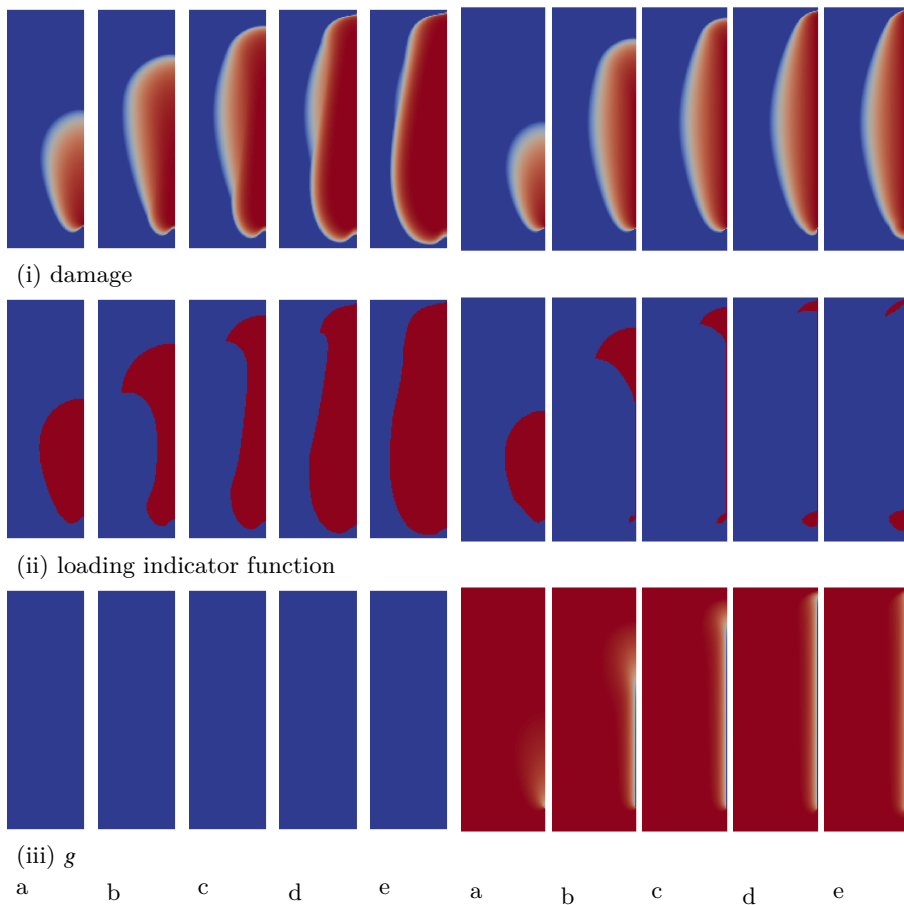 (i) damage
(ii) loading indicator function
(iii) g
a b c d e a b c d e